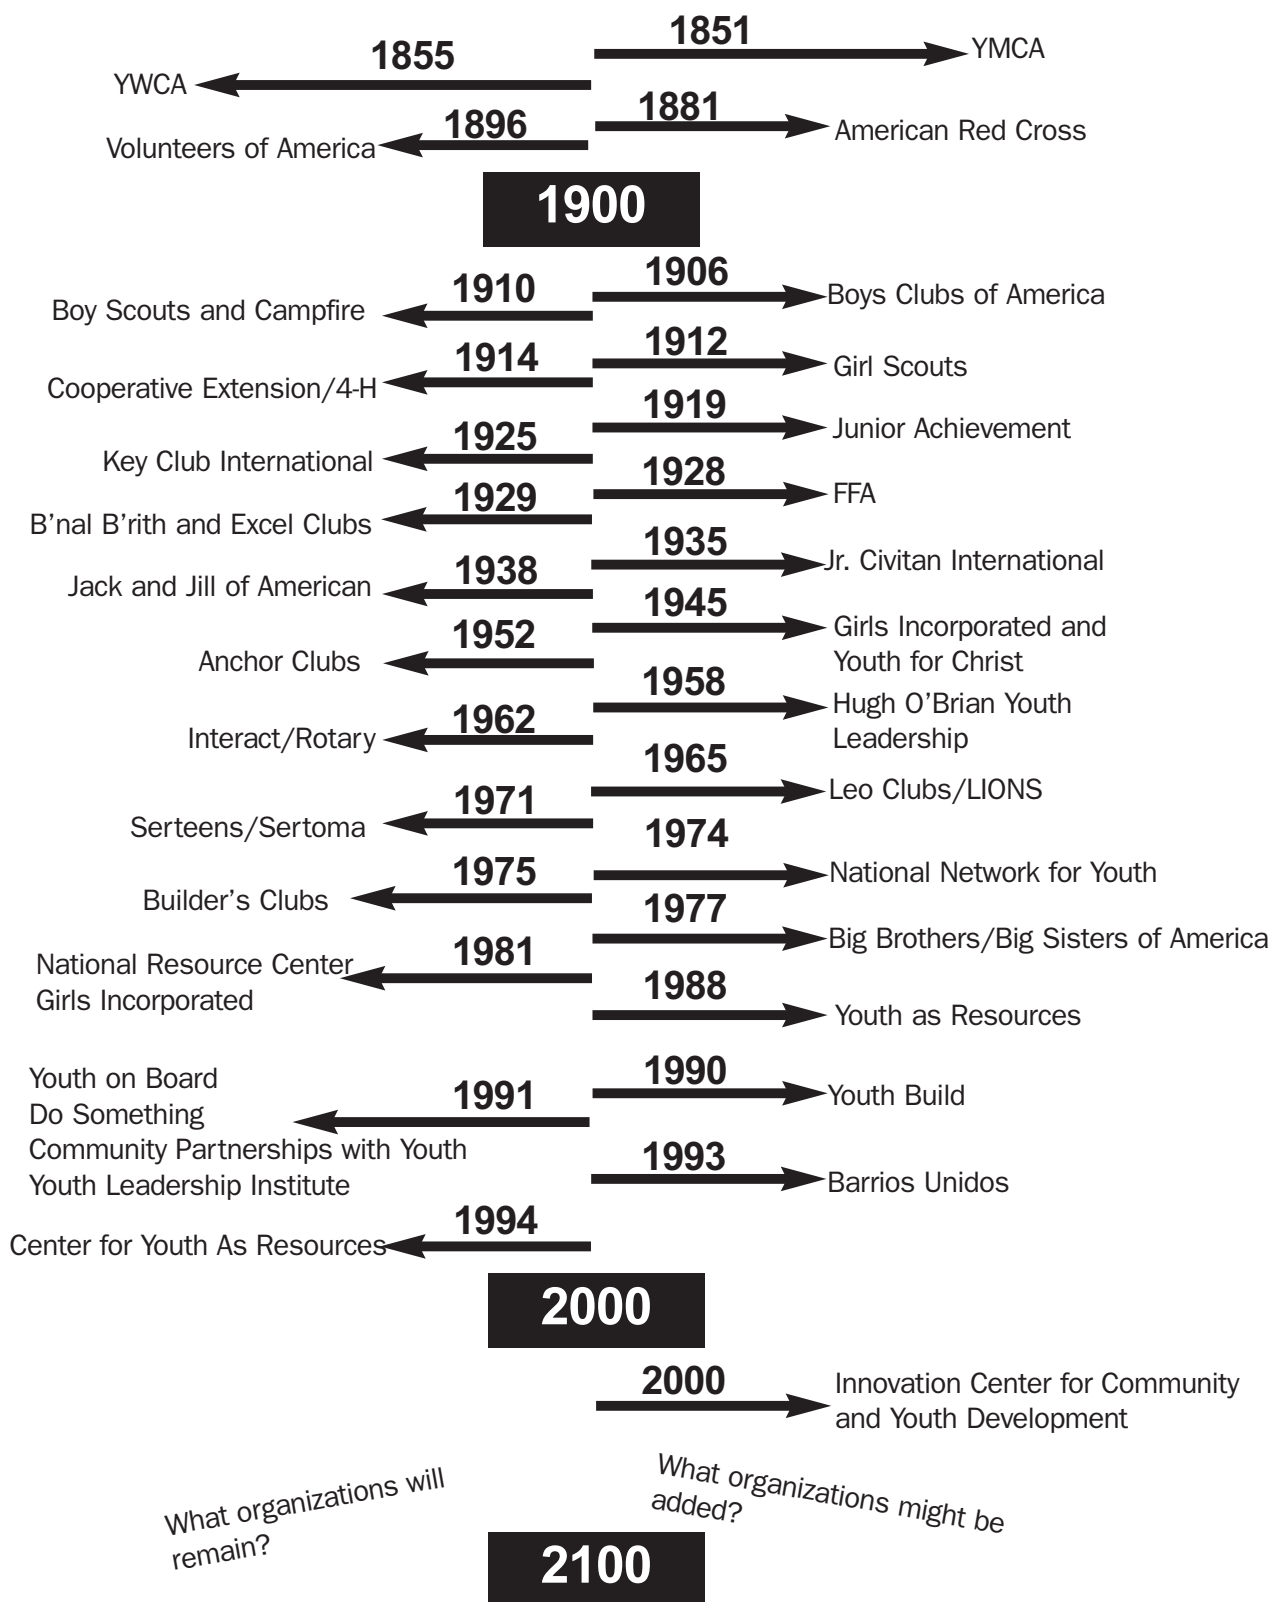 1851
YMCA
1855
YWCA
1881
American Red Cross
1896
Volunteers of America
1900
1906
Boys Clubs of America
1910
Boy Scouts and Campfire
1912
Girl Scouts
1914
Cooperative Extension/4-H
1919
Junior Achievement
1925
Key Club International
1928
FFA
1929
B’nal B’rith and Excel Clubs
1935
Jr. Civitan International
1938
Jack and Jill of American
1945
Girls Incorporated and
Youth for Christ
1952
Anchor Clubs
1958
Hugh O’Brian Youth
Leadership
1962
Interact/Rotary
1965
Leo Clubs/LIONS
1971
Serteens/Sertoma
1974
National Network for Youth
1975
Builder’s Clubs
1977
Big Brothers/Big Sisters of America
1981
National Resource Center
Girls Incorporated
1988
Youth as Resources
1990
Youth Build
1991
Youth on Board
Do Something
Community Partnerships with Youth
Youth Leadership Institute
1993
Barrios Unidos
1994
Center for Youth As Resources
2000
2000
Innovation Center for Community
and Youth Development
What organizations will
remain?
What organizations might be
added?
2100